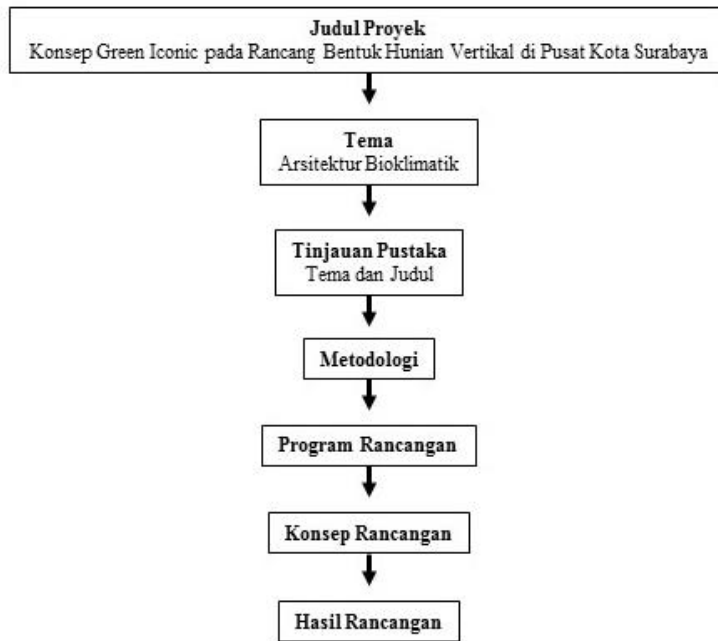 Judul Proyek
Konsep Green Iconic pada Rancang Bentuk Hunian Vertikal di Pusat Kota Surabaya
Tema
Arsitektur Bioklimatik
Tinjauan Pustaka
Tema dan Judul
Metodologi
Program Rancangan
Konsep Rancangan
Hasil Rancangan